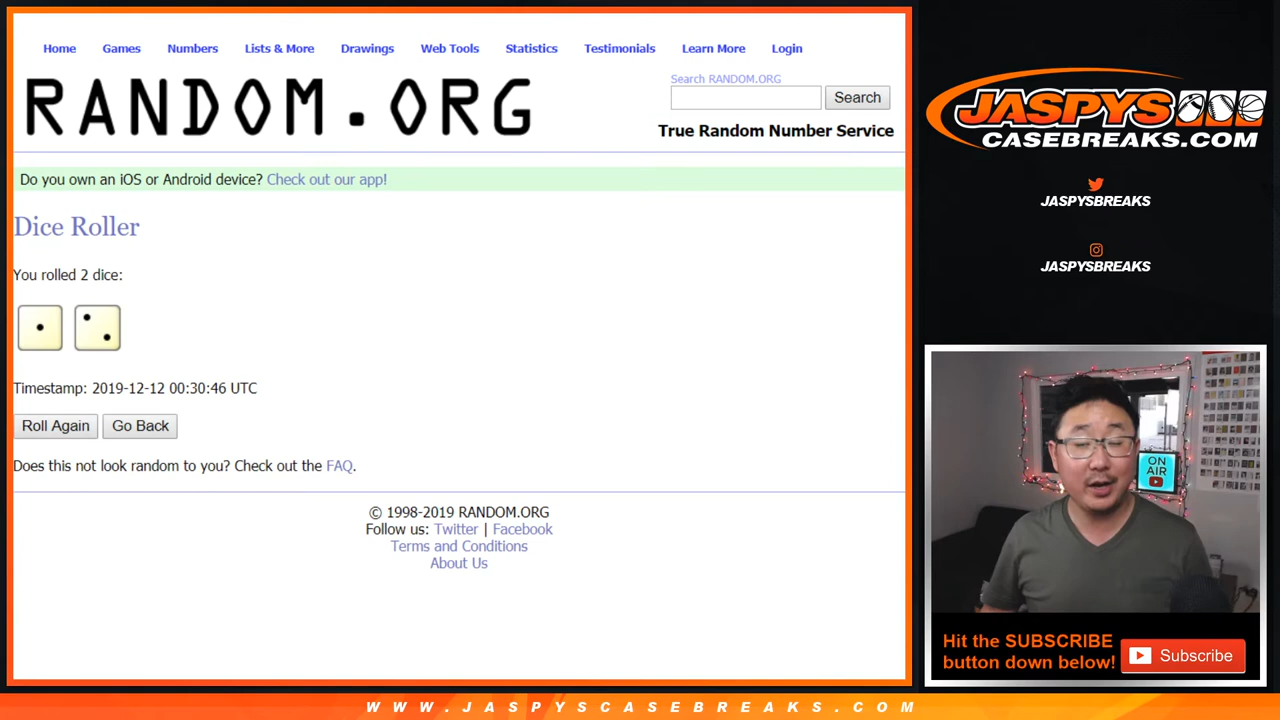 Home Games Numbers Lists & More Drawings Web Tools Statistics Testimonials Learn More Login
RANDOM.ORG
Search RANDOM.ORG
Search
True Random Number Service
Do you own an iOS or Android device? Check out our app!
Dice Roller
You rolled 2 dice:
Timestamp: 2019-12-12 00:30:46 UTC
Roll Again Go Back
Does this not look random to you? Check out the FAQ.
© 1998-2019 RANDOM.ORG
Follow us: Twitter | Facebook
Terms and Conditions
About Us
JASPYS
CASEBREAKS.COM
JASPYSBREAKS
JASPYSBREAKS
ON
AIR
Hit the SUBSCRIBE
button down below!
Subscribe
WWW.JASPYSCASEBREAKS.COM